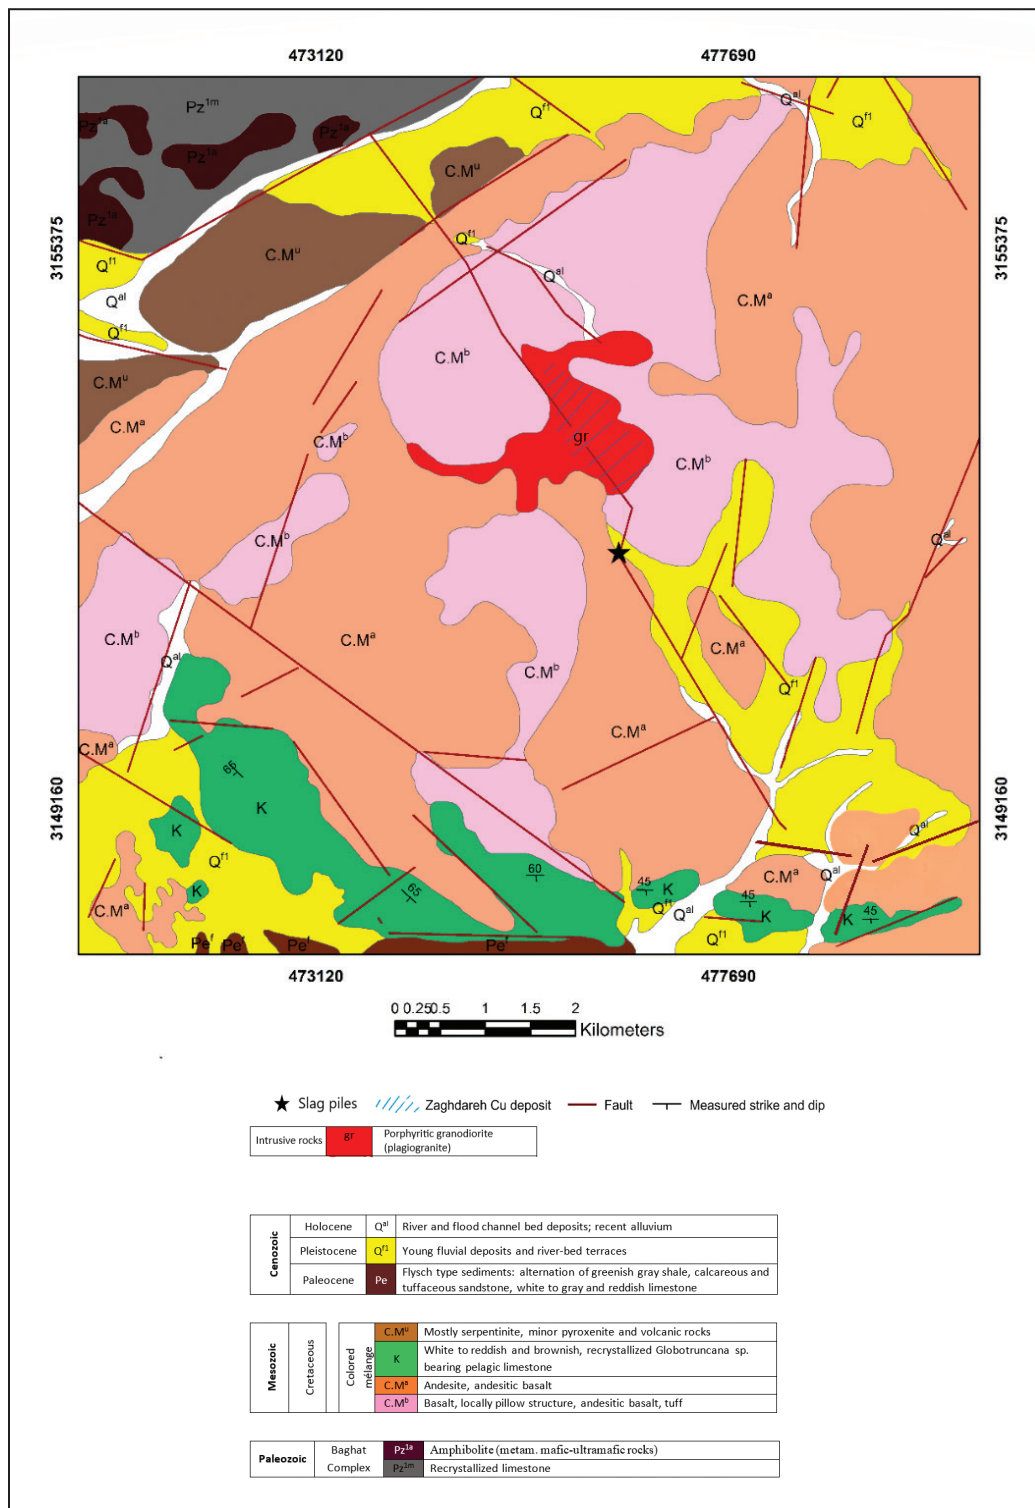 473120 477690
Pz¹ᵐ
Qᵃˡ
Qᶠ¹
Qᶠ¹
Pz¹ᵃ
Pz¹ᵃ
Pz¹ᵃ
C.Mᵘ
Pz¹ᵃ
3155375
3155375
Qᶠ¹
C.Mᵘ
Qᶠ¹
Qᵃˡ
Qᵃˡ
C.Mᵃ
Qᶠ¹
C.Mᵇ
C.Mᵘ
C.Mᵃ
gr
C.Mᵇ
C.Mᵇ
C.Mᵇ
Qᵃˡ
C.Mᵇ
C.Mᵃ
C.Mᵃ
Qᵃˡ
C.Mᵇ
Qᶠ¹
C.Mᵃ
C.Mᵃ
65
3149160
3149160
K
K
Qᵃˡ
Qᶠ¹
60
C.Mᵃ
Qᵃˡ
K
65
45
K
45
K
45
K
C.Mᵃ
Qᶠ¹
Qᵃˡ
Qᶠ¹
Peᶠ
Peᶠ
Peᶠ
Peᶠ
473120 477690
0 0.25 0.5 1 1.5 2
Kilometers
Slag piles Zaghdareh Cu deposit Fault Measured strike and dip
Intrusive rocks gr Porphyritic granodiorite
(plagiogranite)
Cenozoic
Holocene Qᵃˡ River and flood channel bed deposits; recent alluvium
Pleistocene Qᶠ¹ Young fluvial deposits and river-bed terraces
Paleocene Pe Flysch type sediments: alternation of greenish gray shale, calcareous and
tuffaceous sandstone, white to gray and reddish limestone
Mesozoic
Cretaceous
Colored
mélange
C.Mᵘ Mostly serpentinite, minor pyroxenite and volcanic rocks
K White to reddish and brownish, recrystallized Globotruncana sp.
bearing pelagic limestone
C.Mᵃ Andesite, andesitic basalt
C.Mᵇ Basalt, locally pillow structure, andesitic basalt, tuff
Paleozoic
Baghat
Complex
Pz¹ᵃ Amphibolite (metam. mafic-ultramafic rocks)
Pz¹ᵐ Recrystallized limestone